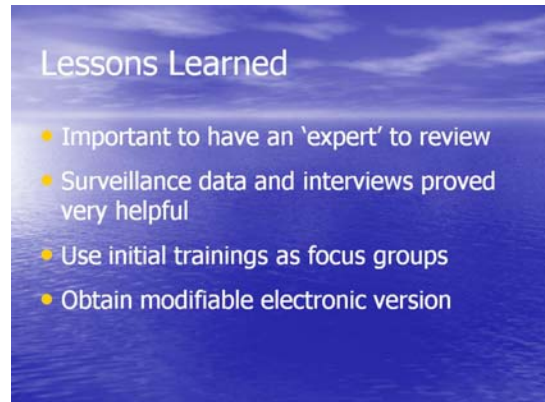 Lessons Learned
• Important to have an ‘expert’ to review
• Surveillance data and interviews proved
very helpful
• Use initial trainings as focus groups
• Obtain modifiable electronic version